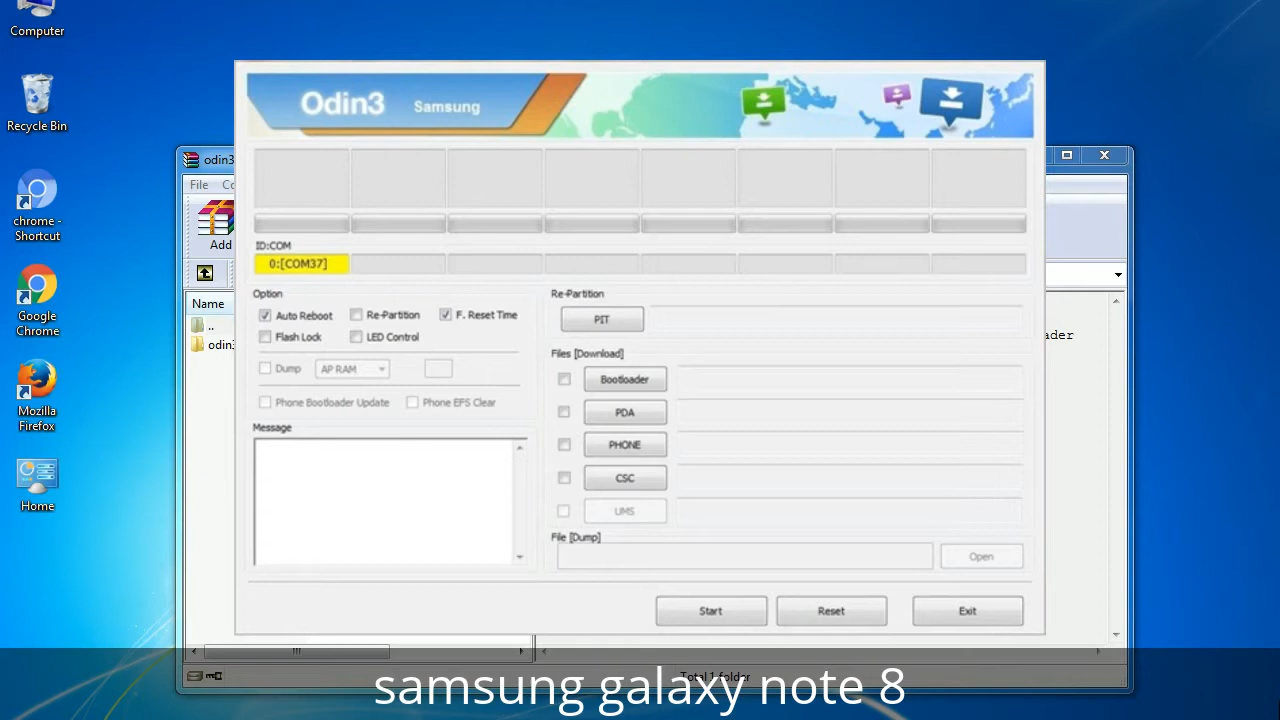 Computer
Recycle Bin
chrome -
Shortcut
Google
Chrome
Mozilla
Firefox
Home
odin3
File Co
Add
Name
..
odin3
ader
Total 1 folder
Odin3 Samsung
ID:COM
0:[COM37]
Option
Auto Reboot Re-Partition F. Reset Time
Flash Lock LED Control
Dump AP RAM
Phone Bootloader Update Phone EFS Clear
Message
Re-Partition
PIT
Files [Download]
Bootloader
PDA
PHONE
CSC
UMS
File [Dump]
Open
Start Reset Exit
samsung galaxy note 8